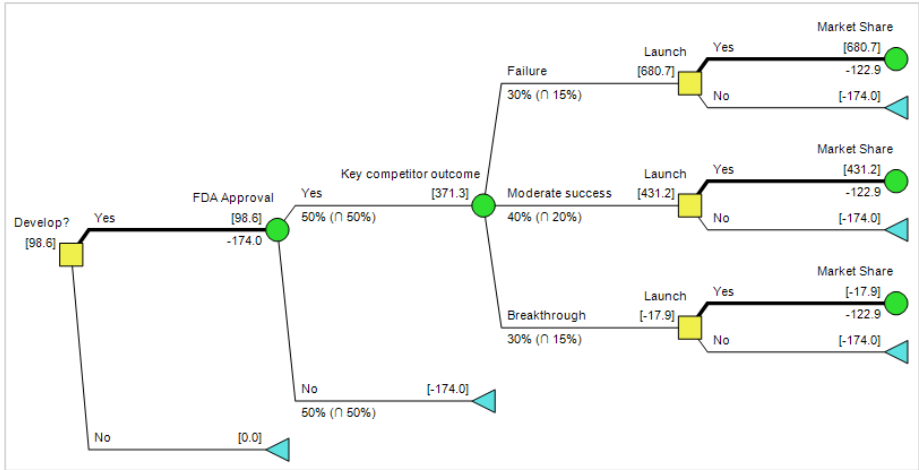 Market Share
Launch
Yes
[680.7]
Failure
[680.7]
-122.9
30% (∩ 15%)
No
[-174.0]
Market Share
Key competitor outcome
Launch
Yes
[431.2]
FDA Approval
Yes
[371.3]
Moderate success
[431.2]
-122.9
Develop?
Yes
[98.6]
50% (∩ 50%)
40% (∩ 20%)
No
[-174.0]
[98.6]
-174.0
Market Share
Launch
Yes
[-17.9]
Breakthrough
[-17.9]
-122.9
30% (∩ 15%)
No
[-174.0]
No
[-174.0]
50% (∩ 50%)
No
[0.0]